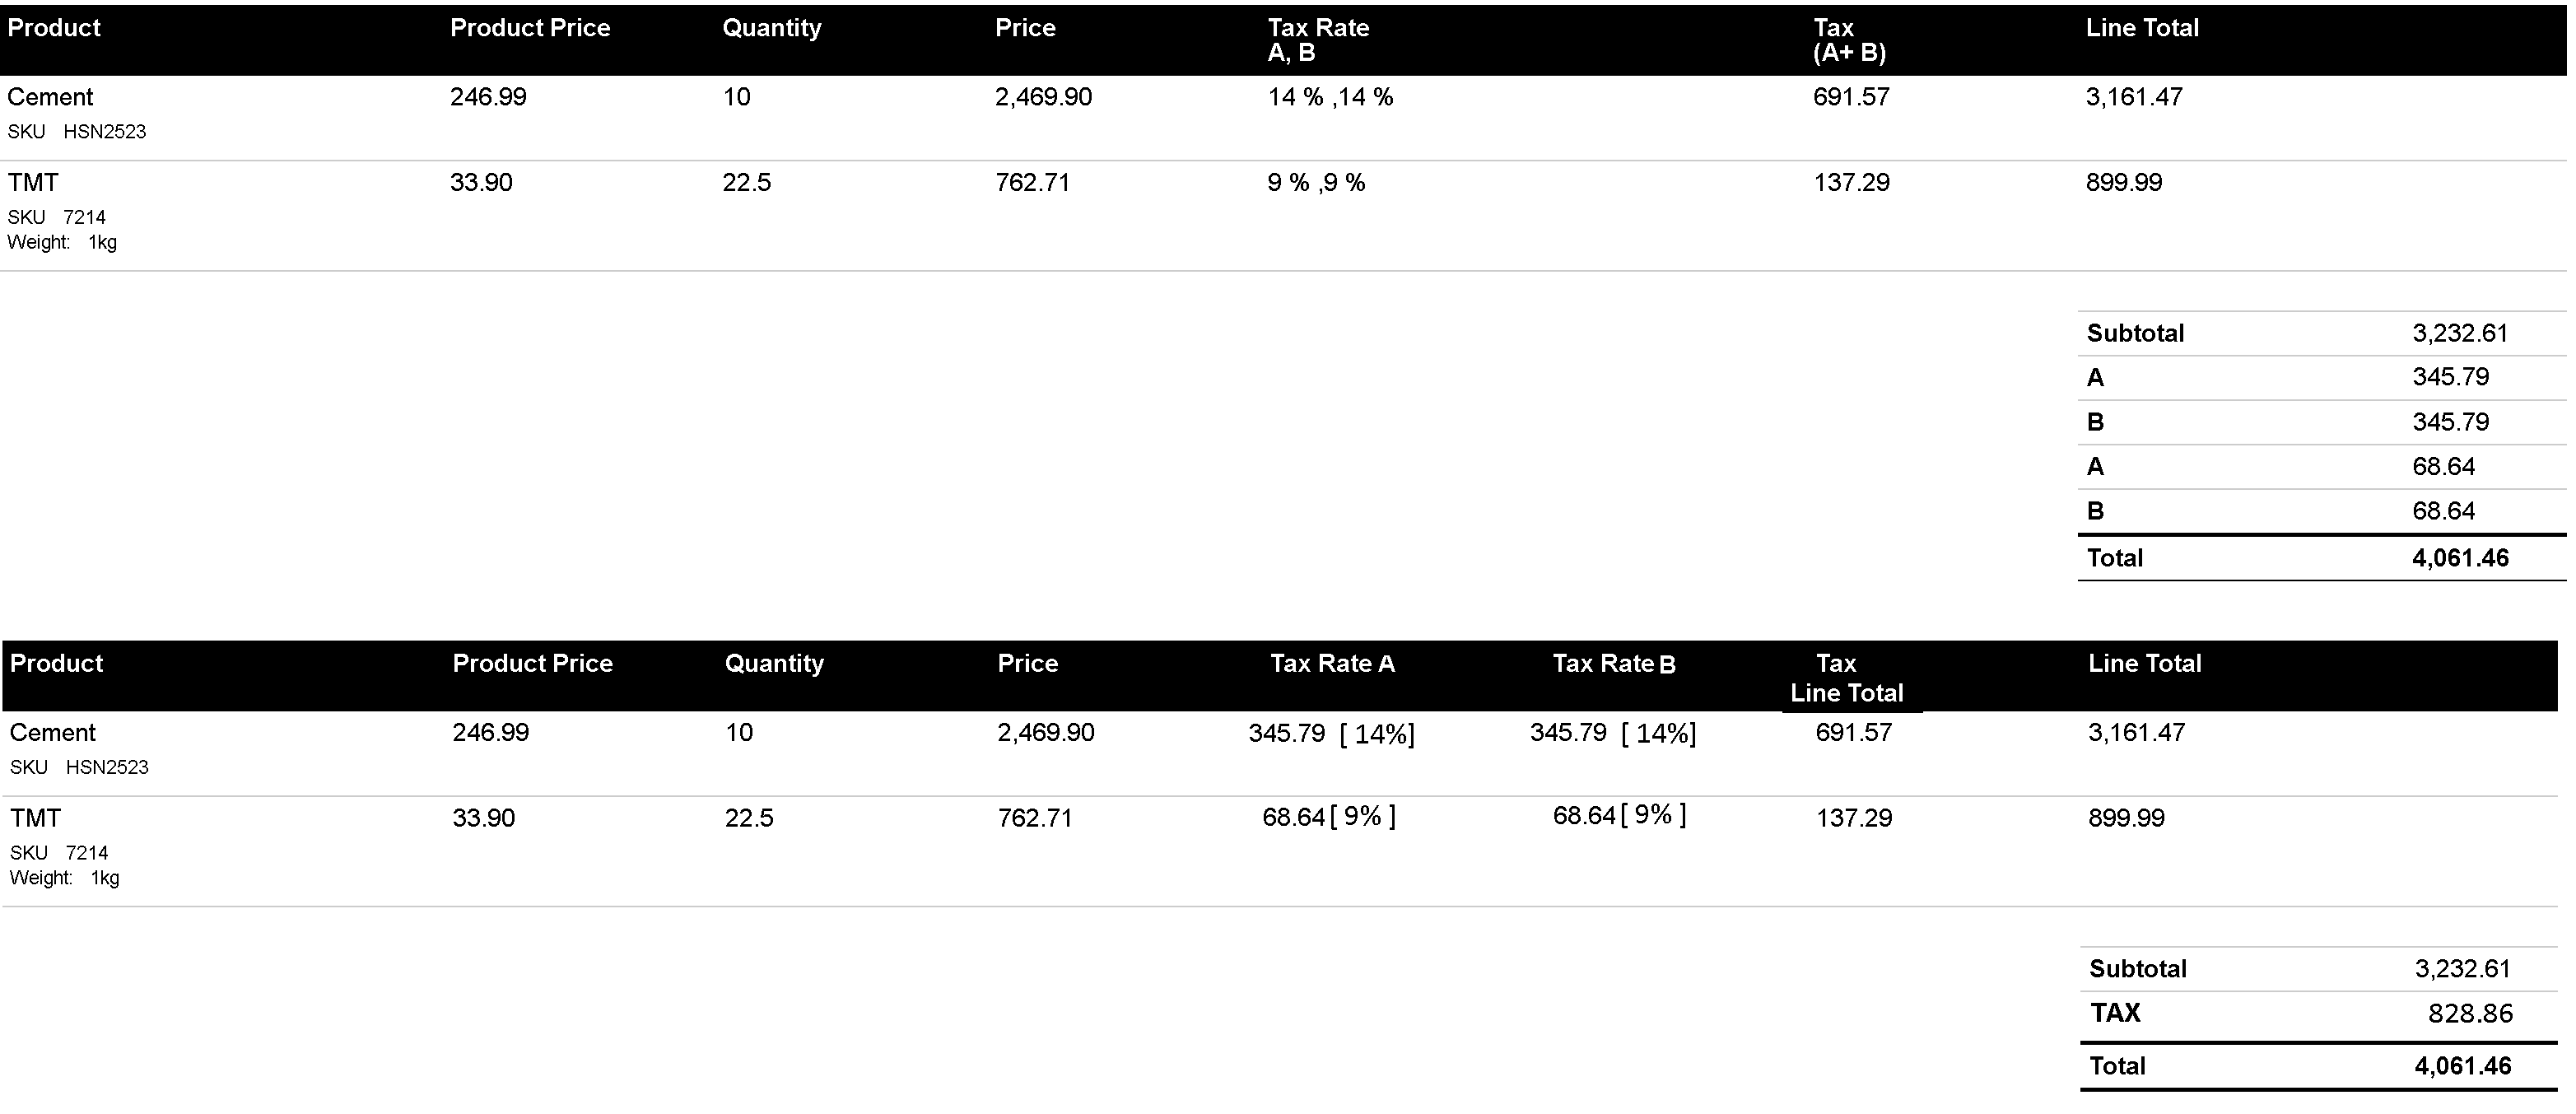 Product Product Price Quantity Price Tax Rate Tax Line Total
A, B (A+ B)
Cement 246.99 10 2,469.90 14 % ,14 % 691.57 3,161.47
SKU HSN2523
TMT 33.90 22.5 762.71 9 % ,9 % 137.29 899.99
SKU 7214
Weight: 1kg
Subtotal 3,232.61
A 345.79
B 345.79
A 68.64
B 68.64
Total 4,061.46
Product Product Price Quantity Price Tax Rate A Tax Rate B Tax Line Total
Line Total
Cement 246.99 10 2,469.90 345.79 [ 14%] 345.79 [ 14%] 691.57 3,161.47
SKU HSN2523
TMT 33.90 22.5 762.71 68.64[ 9% ] 68.64[ 9% ] 137.29 899.99
SKU 7214
Weight: 1kg
Subtotal 3,232.61
TAX 828.86
Total 4,061.46